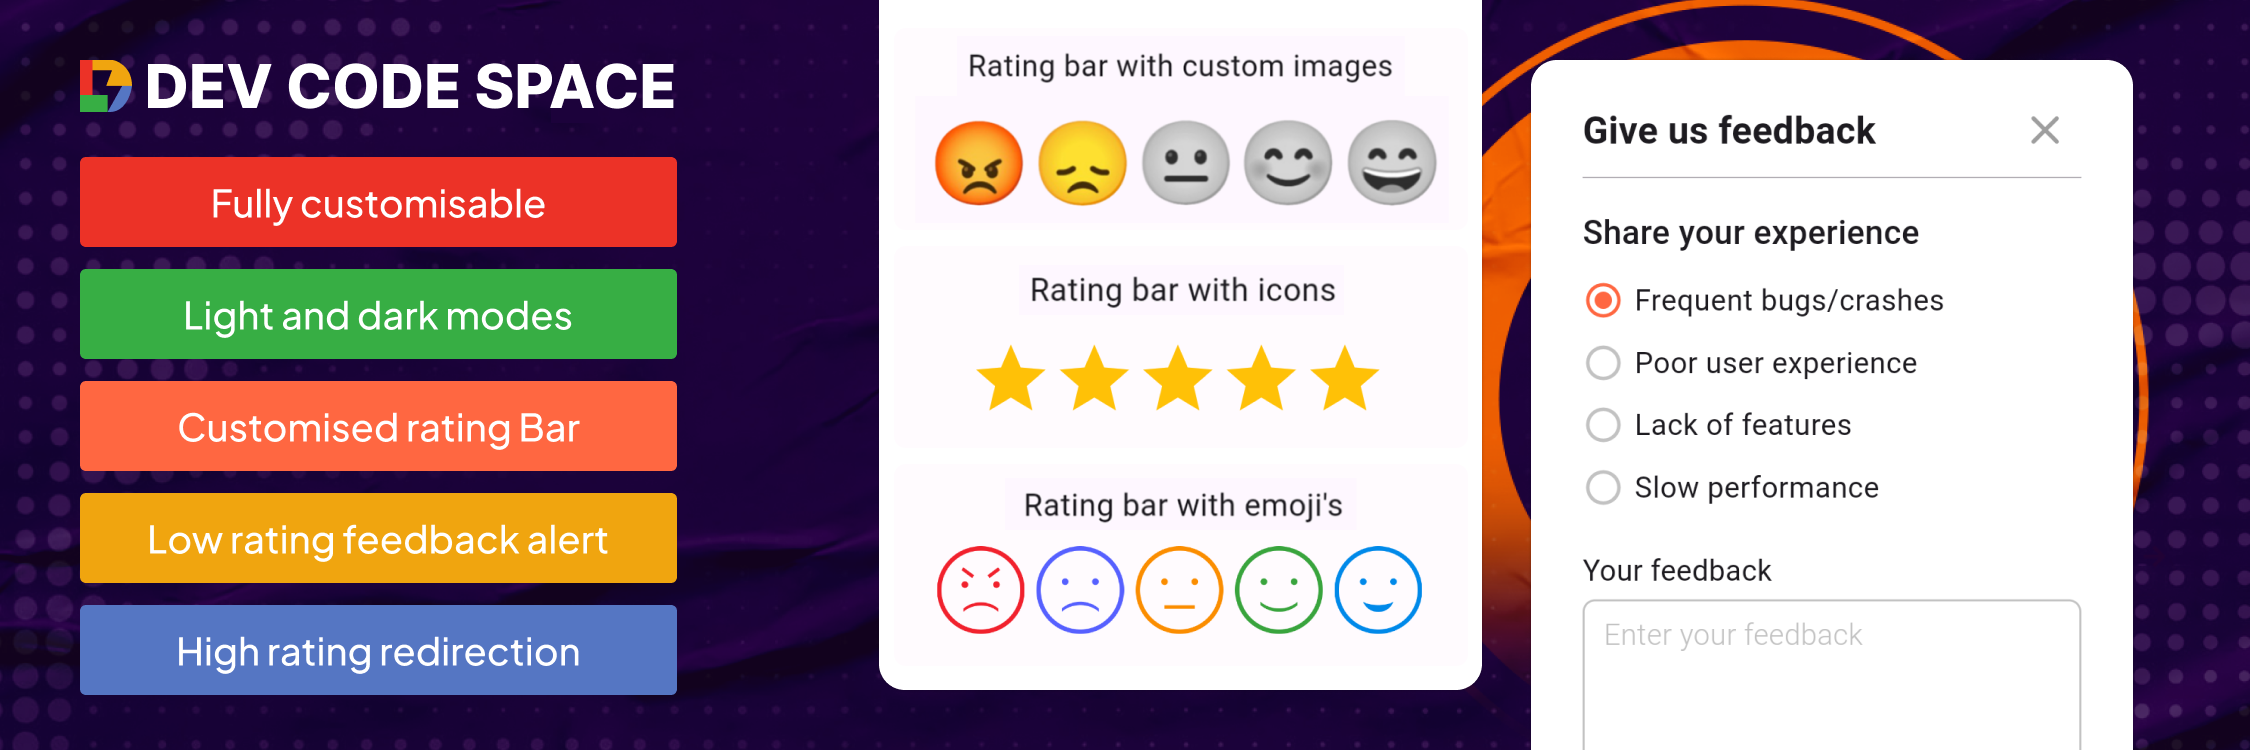 DEV CODE SPACE
Fully customisable
Light and dark modes
Customised rating Bar
Low rating feedback alert
High rating redirection
Rating bar with custom images
Rating bar with icons
Rating bar with emoji's
Give us feedback
Share your experience
Frequent bugs/crashes
Poor user experience
Lack of features
Slow performance
Your feedback
Enter your feedback